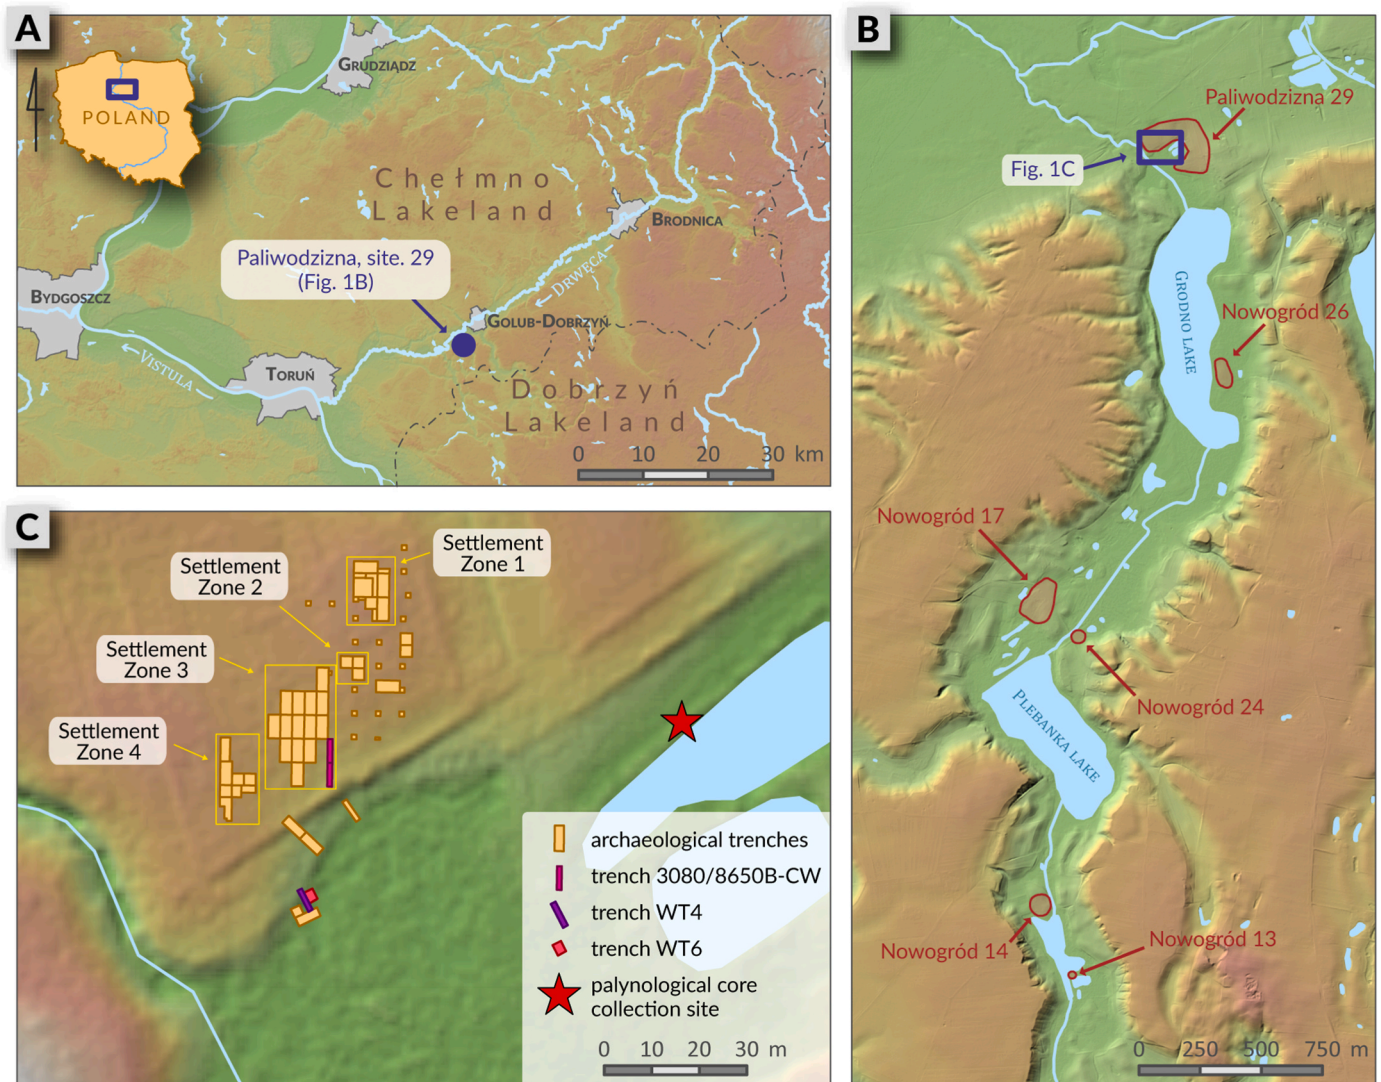 A
GRUDZIĄDZ
POLAND
Chełmno
Lakeland
BRODNICA
Paliwodzizna, site. 29
(Fig. 1B)
DRWĘCA
BYDGOSZCZ
GOLUB-DOBRZYŃ
VISTULA
TORUŃ
Dobrzyń
Lakeland
0 10 20 30 km
B
Paliwodzizna 29
Fig. 1C
GRODNO LAKE
Nowogród 26
Nowogród 17
Nowogród 24
PLEBANKA LAKE
Nowogród 14
Nowogród 13
0 250 500 750 m
C
Settlement
Zone 1
Settlement
Zone 2
Settlement
Zone 3
Settlement
Zone 4
archaeological trenches
trench 3080/8650B-CW
trench WT4
trench WT6
palynological core
collection site
0 10 20 30 m